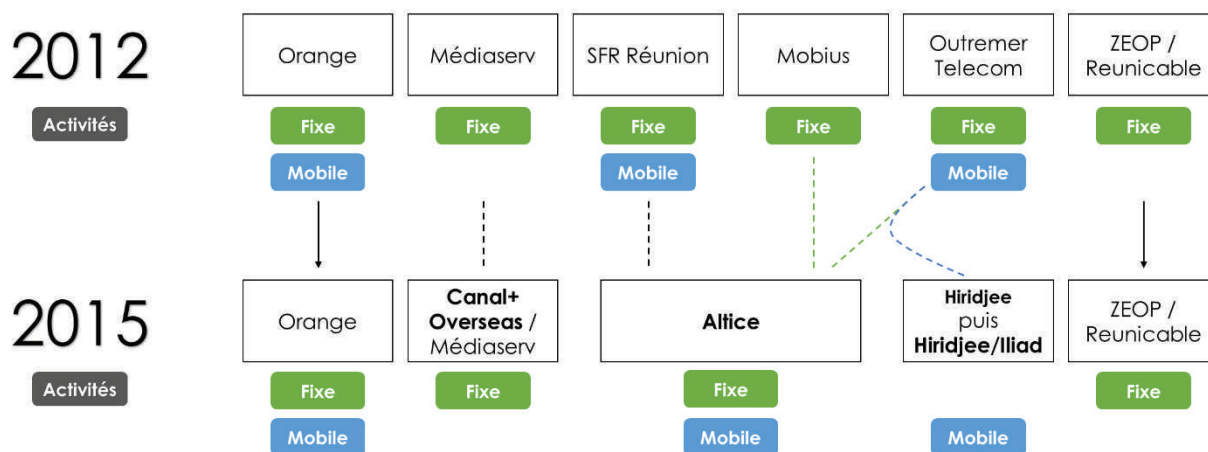 2012
Orange
Médiaserv
SFR Réunion
Mobius
Outremer
Telecom
ZEOP /
Reunicable
Activités
Fixe
Fixe
Fixe
Fixe
Fixe
Fixe
Mobile
Mobile
Mobile
2015
Orange
Canal+
Overseas /
Médiaserv
Altice
Hiridjee
puis
Hiridjee/Iliad
ZEOP /
Reunicable
Activités
Fixe
Fixe
Fixe
Fixe
Mobile
Mobile
Mobile